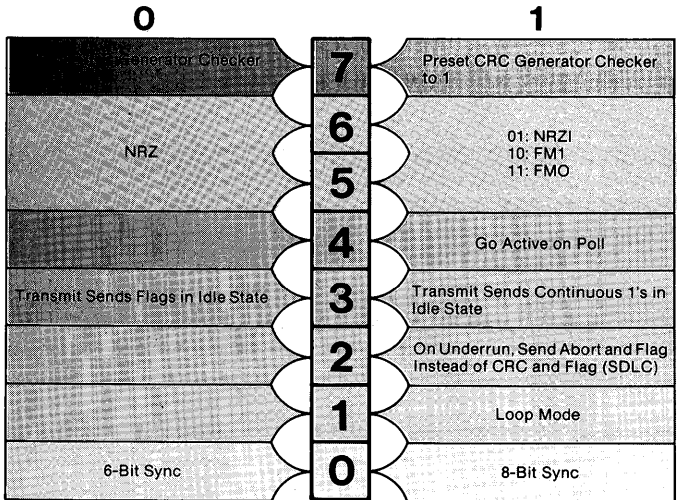 0 1
Generator Checker 7 Preset CRC Generator Checker
to 1
6
NRZ 01: NRZI
10: FM1
11: FMO
5
4 Go Active on Poll
Transmit Sends Flags in Idle State 3 Transmit Sends Continuous 1's in
Idle State
2 On Underrun, Send Abort and Flag
Instead of CRC and Flag (SDLC)
1 Loop Mode
6-Bit Sync 0 8-Bit Sync